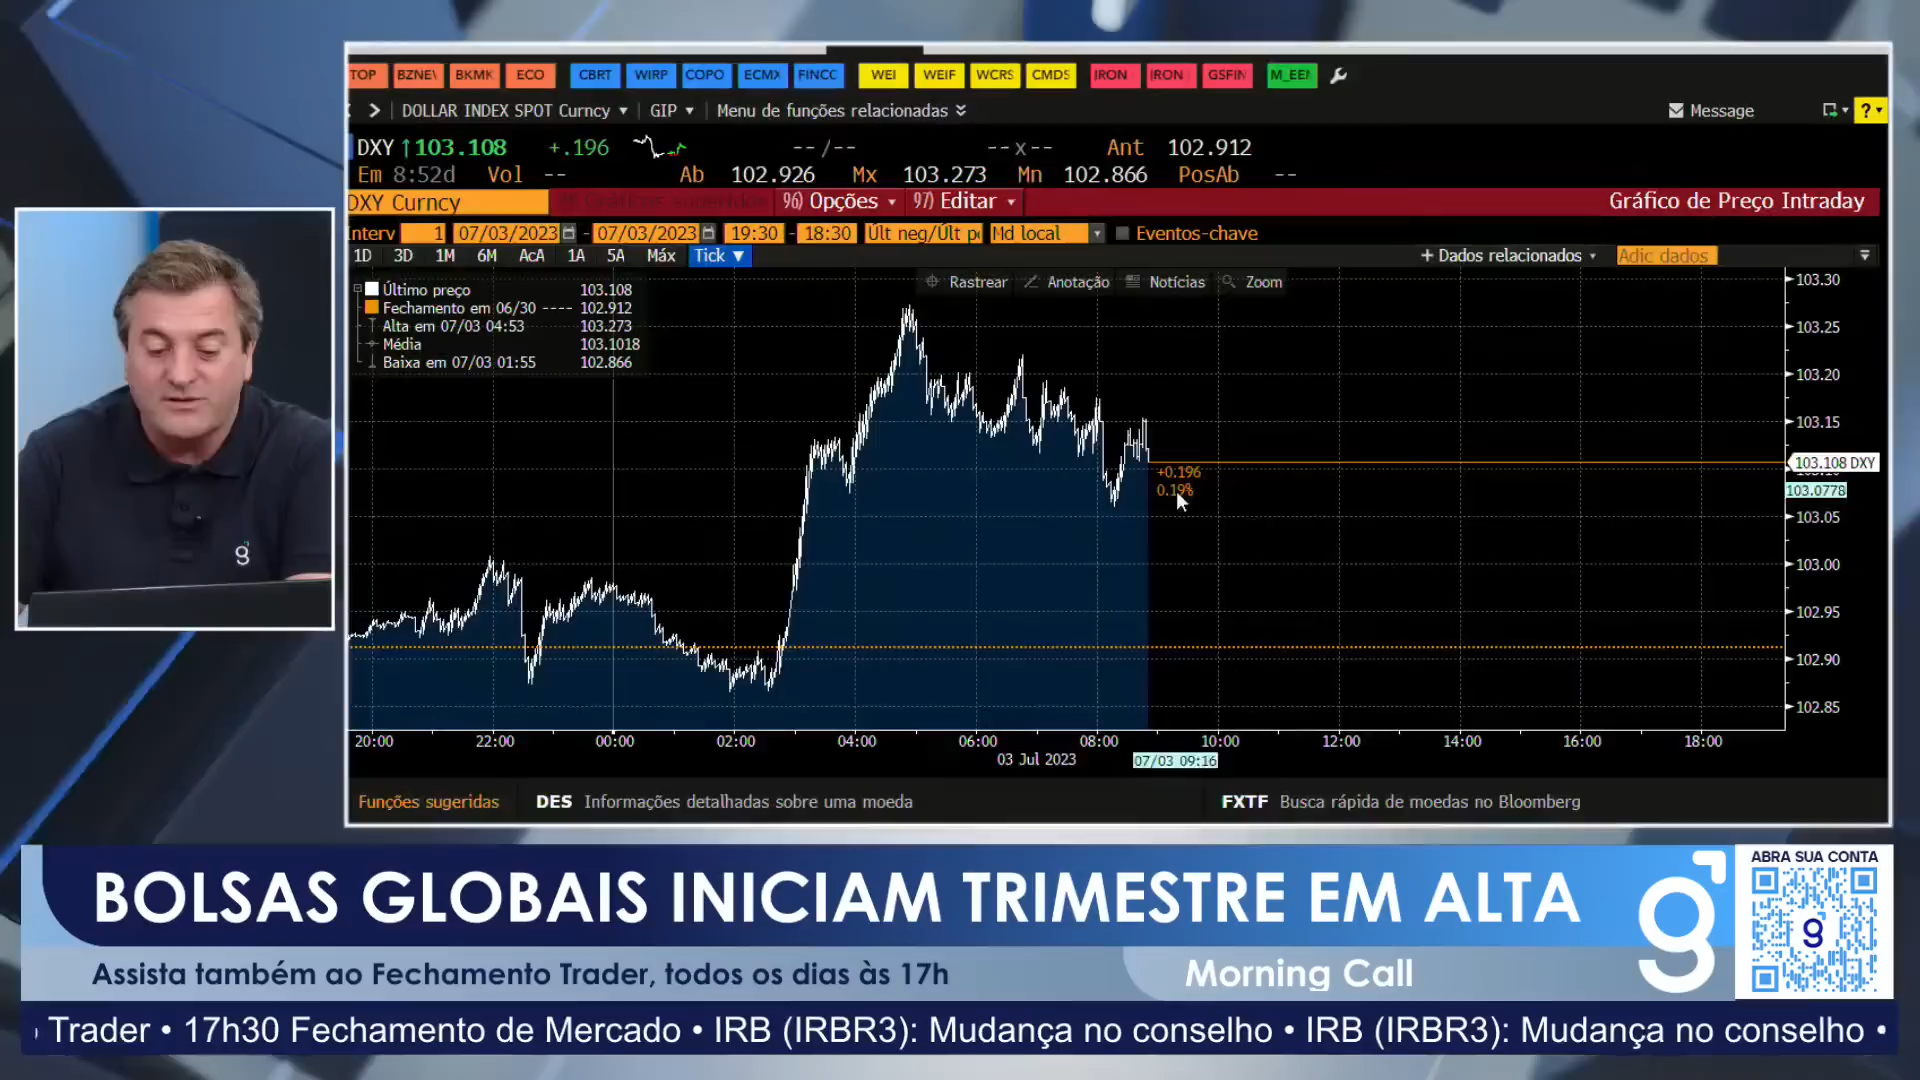 TOP BZNEV BKMK ECO CBRT WIRP COPO ECMX FINCC WEI WEIF WCRS CMDS IRON IRON GSFIN M_EEM
DOLLAR INDEX SPOT Curncy GIP Menu de funções relacionadas Message ?
DXY ↑103.108 +.196 --/-- --x-- Ant 102.912
Em 8:52d Vol -- Ab 102.926 Mx 103.273 Mn 102.866 PosAb --
DXY Curncy 96) Opções 97) Editar Gráfico de Preço Intraday
Interv 1 07/03/2023 - 07/03/2023 19:30 - 18:30 Últ neg/Últ p Md local Eventos-chave
1D 3D 1M 6M AcA 1A 5A Máx Tick ▼ + Dados relacionados Adic dados
Rastrear Anotação Notícias Zoom
Último preço 103.108
Fechamento em 06/30 ---- 102.912
Alta em 07/03 04:53 103.273
Média 103.1018
Baixa em 07/03 01:55 102.866
103.30
103.25
103.20
103.15
103.108 DXY
103.0778
103.05
103.00
102.95
102.90
102.85
+0.196
0.19%
20:00 22:00 00:00 02:00 04:00 06:00 08:00 10:00 12:00 14:00 16:00 18:00
03 Jul 2023 07/03 09:16
Funções sugeridas DES Informações detalhadas sobre uma moeda FXTF Busca rápida de moedas no Bloomberg
g
BOLSAS GLOBAIS INICIAM TRIMESTRE EM ALTA
ABRA SUA CONTA
g
g
Assista também ao Fechamento Trader, todos os dias às 17h
Morning Call
Trader • 17h30 Fechamento de Mercado • IRB (IRBR3): Mudança no conselho • IRB (IRBR3): Mudança no conselho •